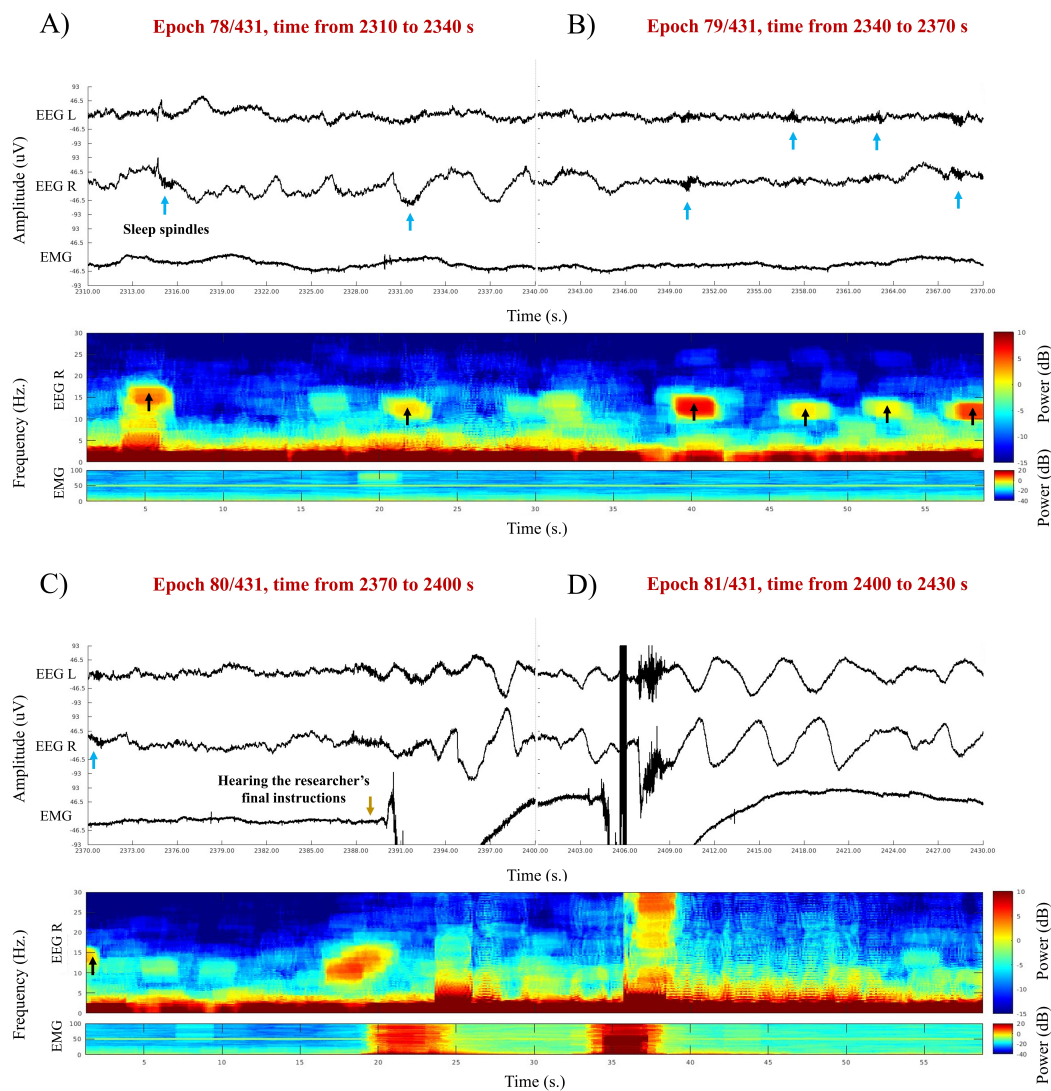 A)
Epoch 78/431, time from 2310 to 2340 s
B)
Epoch 79/431, time from 2340 to 2370 s
Amplitude (uV)
EEG L
93
46.5
-46.5
-93
EEG R
93
46.5
-46.5
-93
Sleep spindles
EMG
46.5
-46.5
-93
2310.00 2313.00 2316.00 2319.00 2322.00 2325.00 2328.00 2331.00 2334.00 2337.00 2340.00 2343.00 2346.00 2349.00 2352.00 2355.00 2358.00 2361.00 2364.00 2367.00 2370.00
Time (s.)
Frequency (Hz.)
EEG R
30
25
20
15
10
5
0
10
5
0
-5
-10
-15
Power (dB)
EMG
100
50
0
20
0
-20
-40
Power (dB)
5 10 15 20 25 30 35 40 45 50 55
Time (s.)
C)
Epoch 80/431, time from 2370 to 2400 s
D)
Epoch 81/431, time from 2400 to 2430 s
Amplitude (uV)
EEG L
93
46.5
-46.5
-93
EEG R
93
46.5
-46.5
-93
Hearing the researcher's
final instructions
EMG
46.5
-46.5
-93
2370.00 2373.00 2376.00 2379.00 2382.00 2385.00 2388.00 2391.00 2394.00 2397.00 2400.00 2403.00 2406.00 2409.00 2412.00 2415.00 2418.00 2421.00 2424.00 2427.00 2430.00
Time (s.)
Frequency (Hz.)
EEG R
30
25
20
15
10
5
0
10
5
0
-5
-10
-15
Power (dB)
EMG
100
50
0
20
0
-20
-40
Power (dB)
5 10 15 20 25 30 35 40 45 50 55
Time (s.)